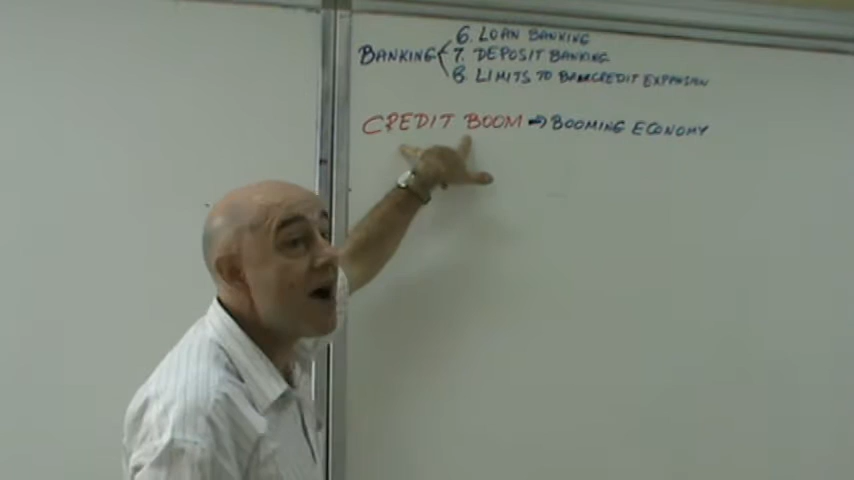 6. LOAN BANKING
BANKING 7. DEPOSIT BANKING
8 LIMITS TO BANK CREDIT EXPANSION
CREDIT BOOM → BOOMING ECONOMY